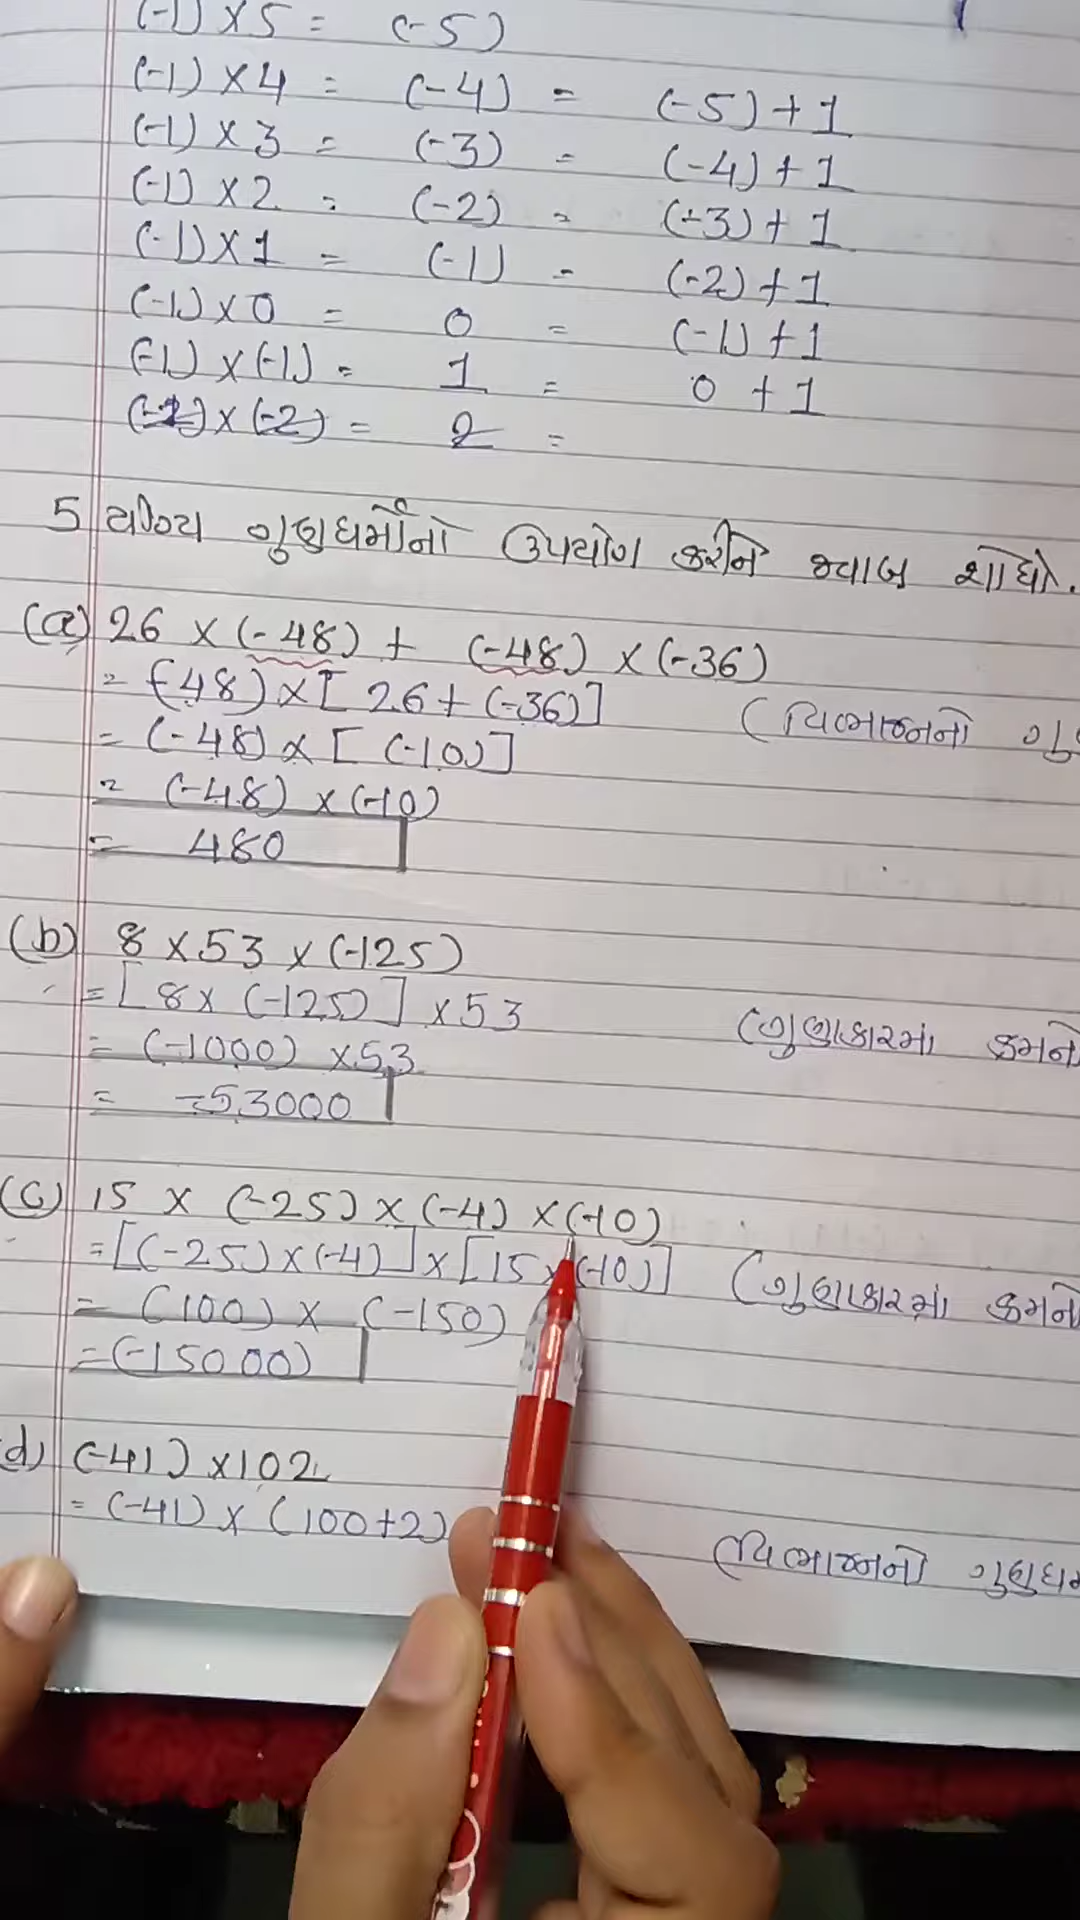 (-1) × 5 = (-5)
(-1) × 4 = (-4) = (-5) + 1
(-1) × 3 = (-3) = (-4) + 1
(-1) × 2 = (-2) = (-3) + 1
(-1) × 1 = (-1) = (-2) + 1
(-1) × 0 = 0 = (-1) + 1
(-1) × (-1) = 1 = 0 + 1
× (-2) = 2 =
5 યોગ્ય ગુણધર્મોનો ઉપયોગ કરીને જવાબ શોધો.
(a) 26 × (-48) + (-48) × (-36)
= (-48) × [ 26 + (-36)] (વિભાજનનો
= (-48) × [ (-10)]
= (-48) × (-10)
= 480
(b) 8 × 53 × (-125)
= [ 8 × (-125) ] × 53 (ગુણાકારમાં ક્રમનો
= (-1000) × 53
= -53000
(c) 15 × (-25) × (-4) × (-10)
= [(-25) × (-4)] × [15 × (-10)] (ગુણાકારમાં ક્રમનો
= (100) × (-150)
= (-15000)
d) (-41) × 102
= (-41) × (100+2) (વિભાજનનો